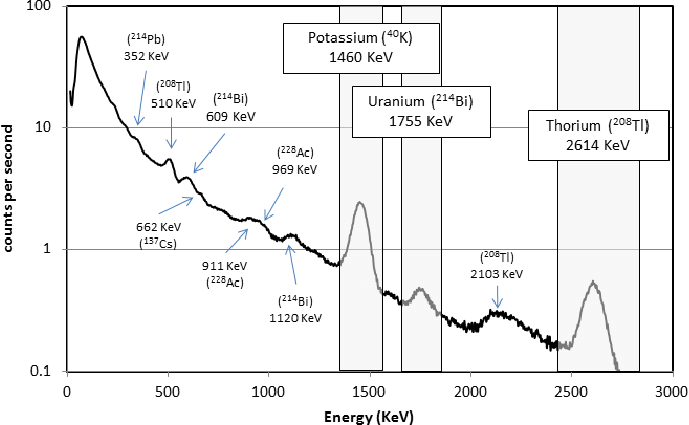 100
10
1
0.1
counts per second
0
500
1000
1500
2000
2500
3000
Energy (KeV)
(²¹⁴Pb)
352 KeV
(²⁰⁸Tl)
510 KeV
(²¹⁴Bi)
609 KeV
(²²⁸Ac)
969 KeV
662 KeV
(¹³⁷Cs)
911 KeV
(²²⁸Ac)
(²¹⁴Bi)
1120 KeV
Potassium (⁴⁰K)
1460 KeV
Uranium (²¹⁴Bi)
1755 KeV
(²⁰⁸Tl)
2103 KeV
Thorium (²⁰⁸Tl)
2614 KeV